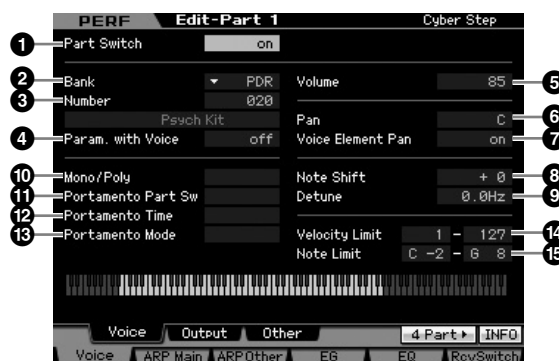 PERF Edit-Part 1 Cyber Step
1 Part Switch on
2 Bank PDR Volume 85 5
3 Number 020
Psych Kit Pan C 6
4 Param. with Voice off Voice Element Pan on 7
10 Mono/Poly Note Shift + 0 8
11 Portamento Part Sw Detune 0.0Hz 9
12 Portamento Time
13 Portamento Mode Velocity Limit 1 - 127 14
Note Limit C -2 - G 8 15
Voice Output Other 4 Part INFO
Voice ARP Main ARP Other EG EQ RcvSwitch